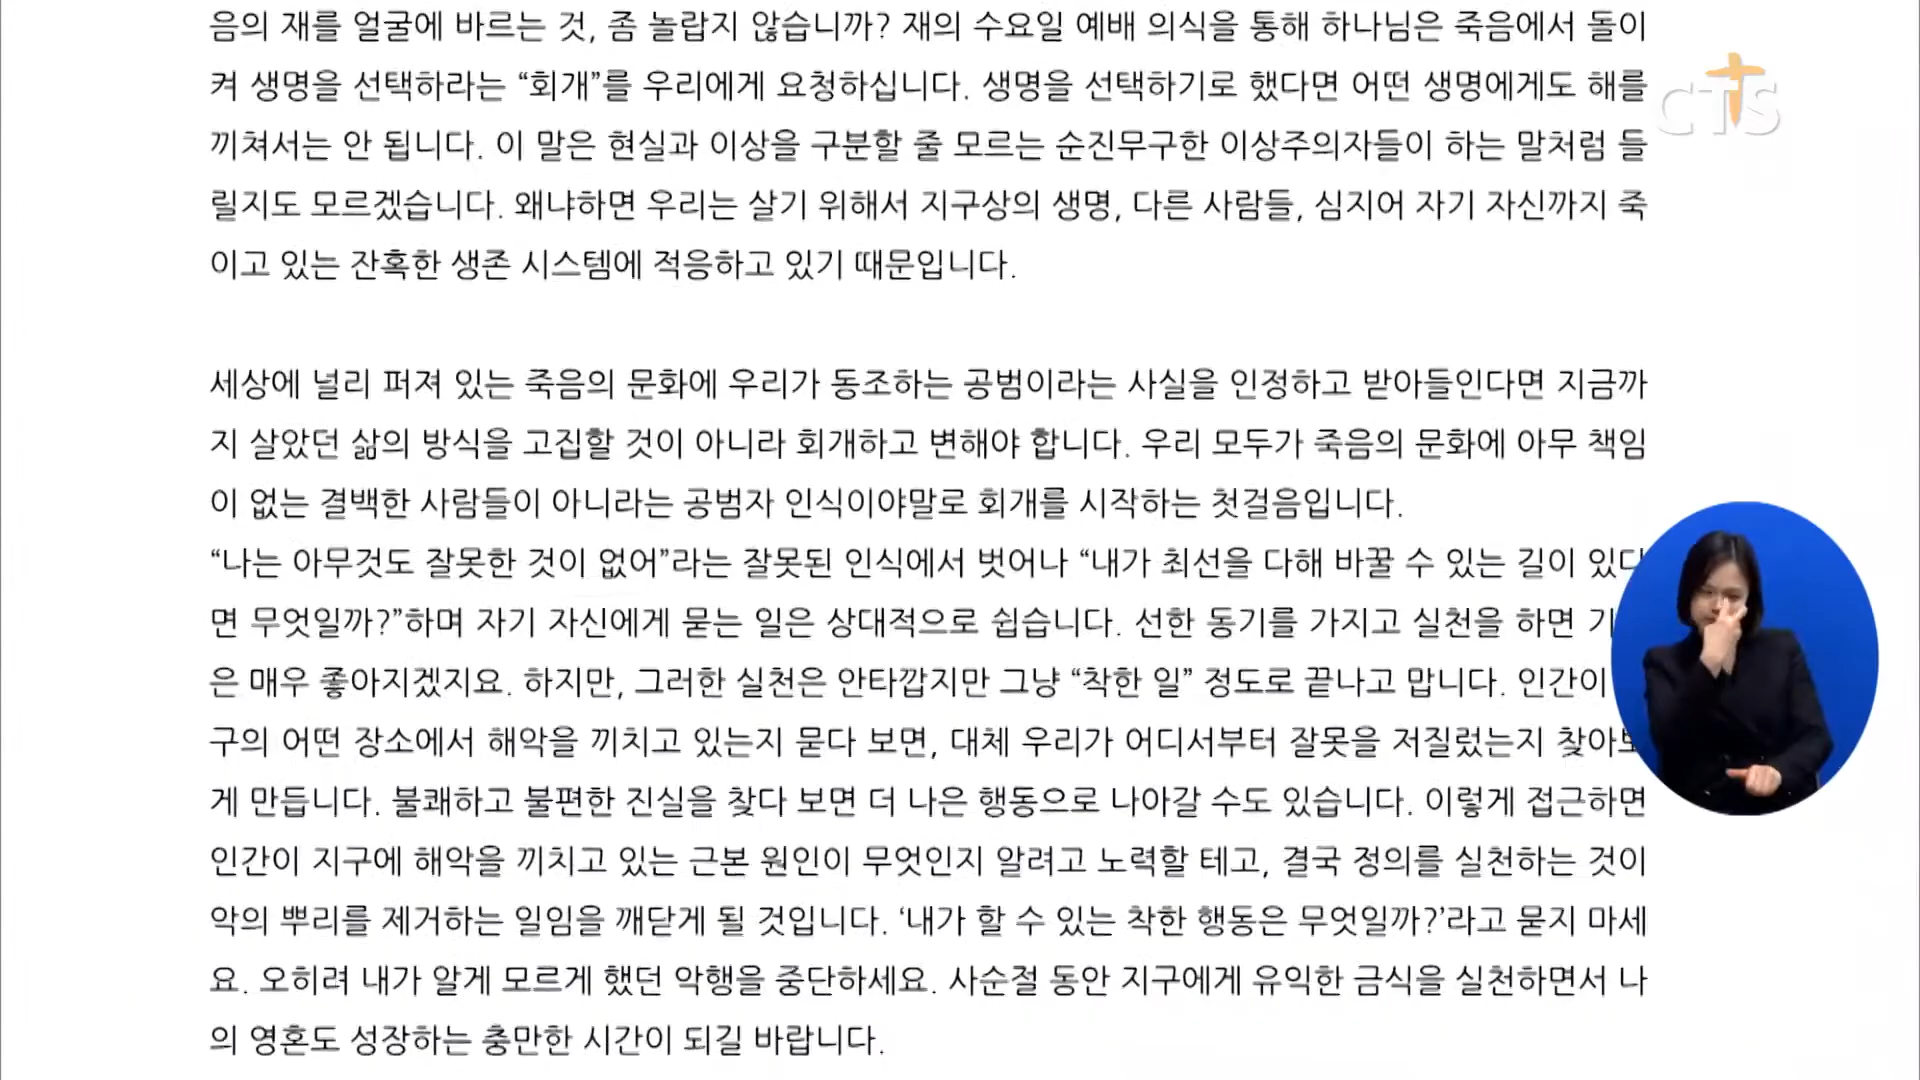 음의 재를 얼굴에 바르는 것, 좀 놀랍지 않습니까? 재의 수요일 예배 의식을 통해 하나님은 죽음에서 돌이
켜 생명을 선택하라는 “회개”를 우리에게 요청하십니다. 생명을 선택하기로 했다면 어떤 생명에게도 해를
CTS
끼쳐서는 안 됩니다. 이 말은 현실과 이상을 구분할 줄 모르는 순진무구한 이상주의자들이 하는 말처럼 들
릴지도 모르겠습니다. 왜냐하면 우리는 살기 위해서 지구상의 생명, 다른 사람들, 심지어 자기 자신까지 죽
이고 있는 잔혹한 생존 시스템에 적응하고 있기 때문입니다.
세상에 널리 퍼져 있는 죽음의 문화에 우리가 동조하는 공범이라는 사실을 인정하고 받아들인다면 지금까
지 살았던 삶의 방식을 고집할 것이 아니라 회개하고 변해야 합니다. 우리 모두가 죽음의 문화에 아무 책임
이 없는 결백한 사람들이 아니라는 공범자 인식이야말로 회개를 시작하는 첫걸음입니다.
“나는 아무것도 잘못한 것이 없어”라는 잘못된 인식에서 벗어나 “내가 최선을 다해 바꿀 수 있는 길이 있다
면 무엇일까?”하며 자기 자신에게 묻는 일은 상대적으로 쉽습니다. 선한 동기를 가지고 실천을 하면 기
은 매우 좋아지겠지요. 하지만, 그러한 실천은 안타깝지만 그냥 “착한 일” 정도로 끝나고 맙니다. 인간이
구의 어떤 장소에서 해악을 끼치고 있는지 묻다 보면, 대체 우리가 어디서부터 잘못을 저질렀는지 찾아보
게 만듭니다. 불쾌하고 불편한 진실을 찾다 보면 더 나은 행동으로 나아갈 수도 있습니다. 이렇게 접근하면
인간이 지구에 해악을 끼치고 있는 근본 원인이 무엇인지 알려고 노력할 테고, 결국 정의를 실천하는 것이
악의 뿌리를 제거하는 일임을 깨닫게 될 것입니다. ‘내가 할 수 있는 착한 행동은 무엇일까?’라고 묻지 마세
요. 오히려 내가 알게 모르게 했던 악행을 중단하세요. 사순절 동안 지구에게 유익한 금식을 실천하면서 나
의 영혼도 성장하는 충만한 시간이 되길 바랍니다.